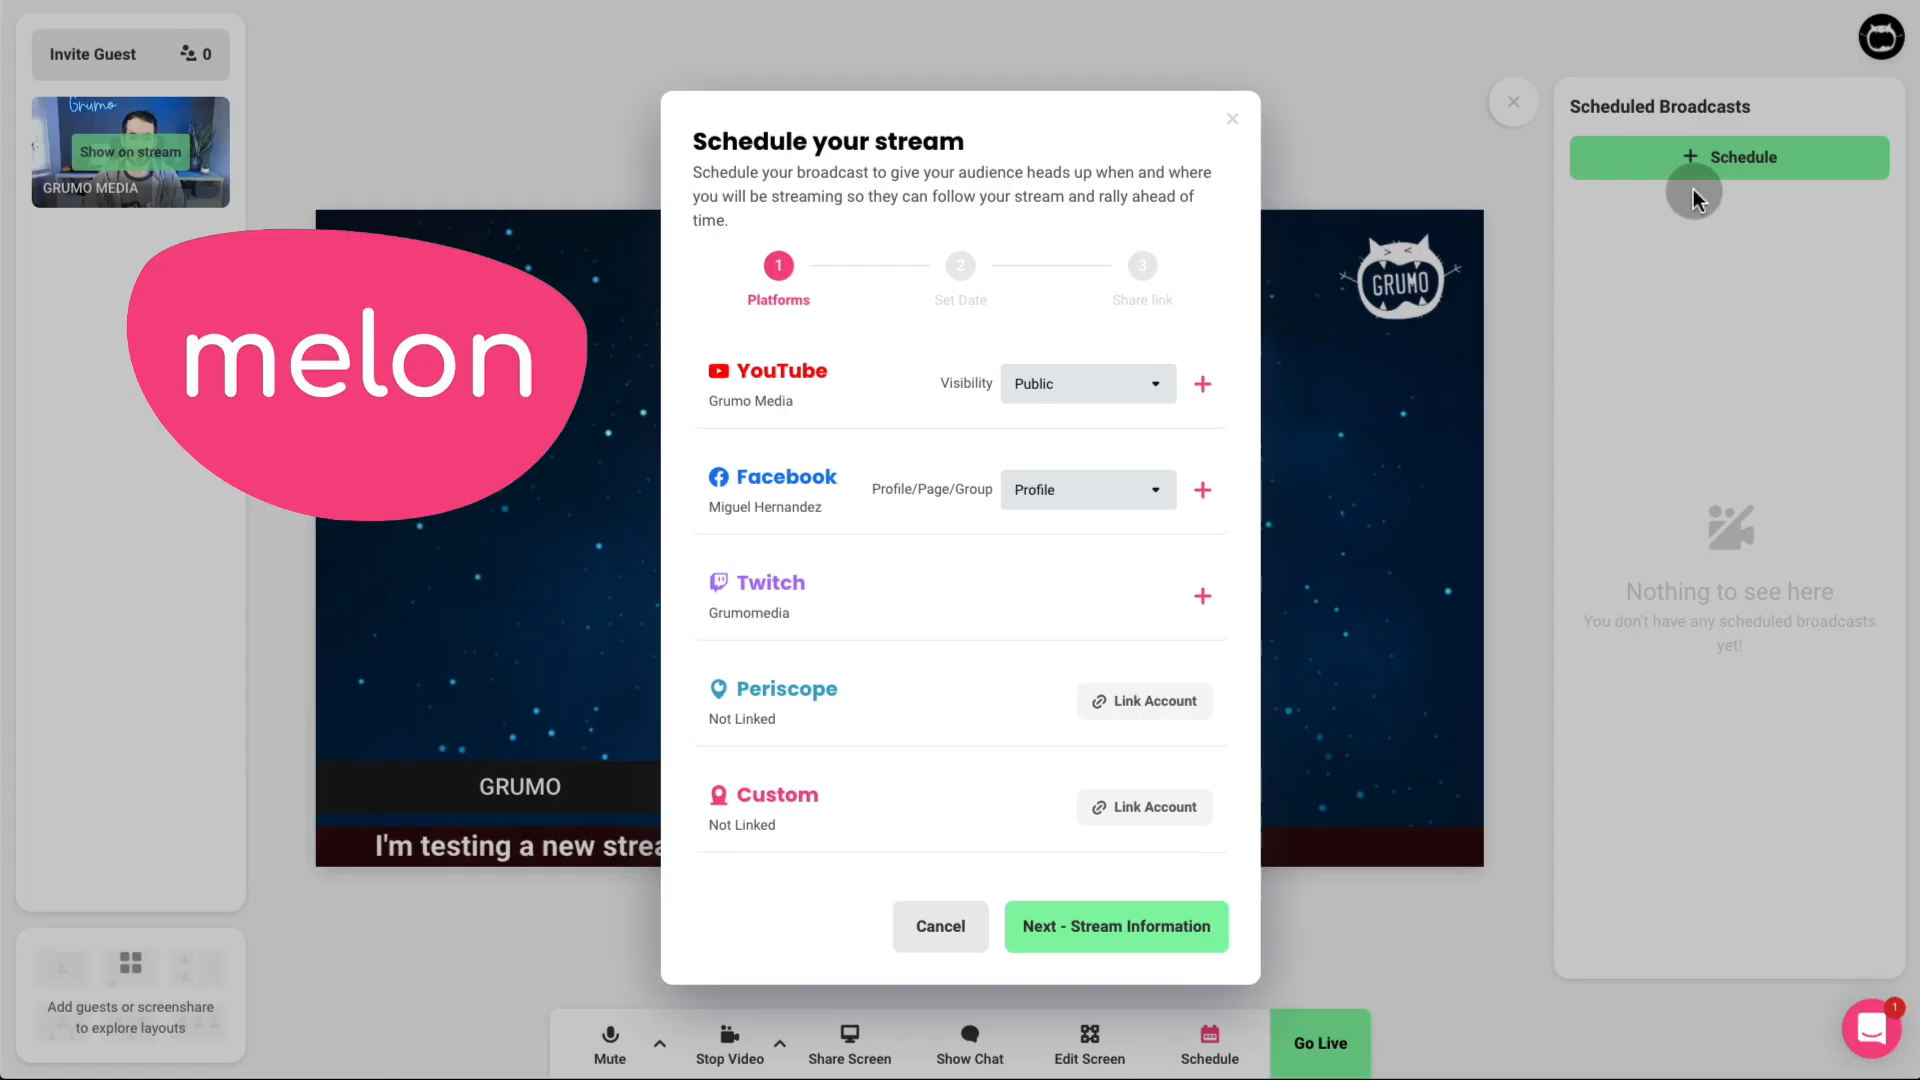 Invite Guest
0
Grumo
Show on stream
GRUMO MEDIA
melon
Schedule your stream
Schedule your broadcast to give your audience heads up when and where
you will be streaming so they can follow your stream and rally ahead of
time.
1
2
3
Platforms
Set Date
Share link
YouTube
Grumo Media
Visibility
Public
Facebook
Miguel Hernandez
Profile/Page/Group
Profile
Twitch
Grumomedia
Periscope
Not Linked
Link Account
Custom
Not Linked
Link Account
Cancel
Next - Stream Information
GRUMO
GRUMO
I'm testing a new strea
Scheduled Broadcasts
Schedule
Nothing to see here
You don't have any scheduled broadcasts
yet!
Add guests or screenshare
to explore layouts
Mute
Stop Video
Share Screen
Show Chat
Edit Screen
Schedule
Go Live
1